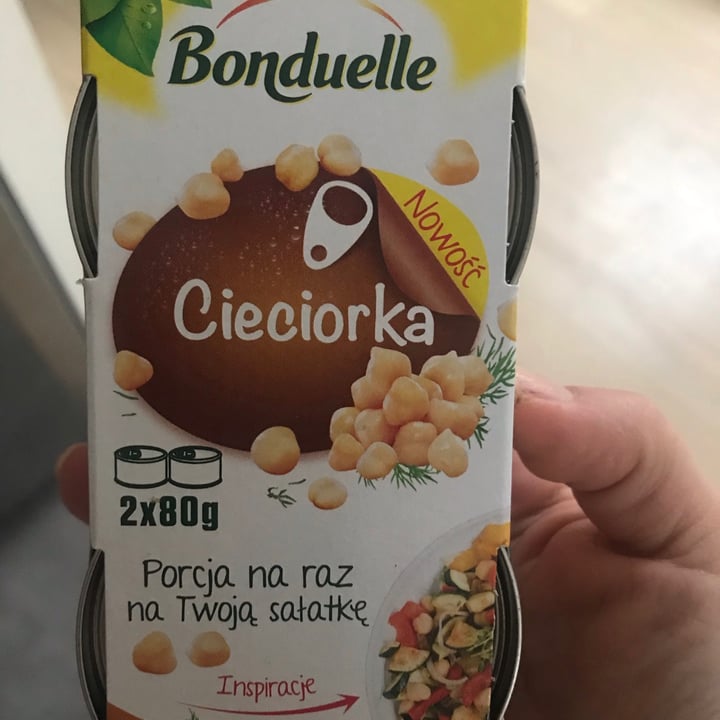 Bonduelle
Nowość
Cieciorka
2x80g
Porcja na raz
na Twoją sałatkę
Inspiracje